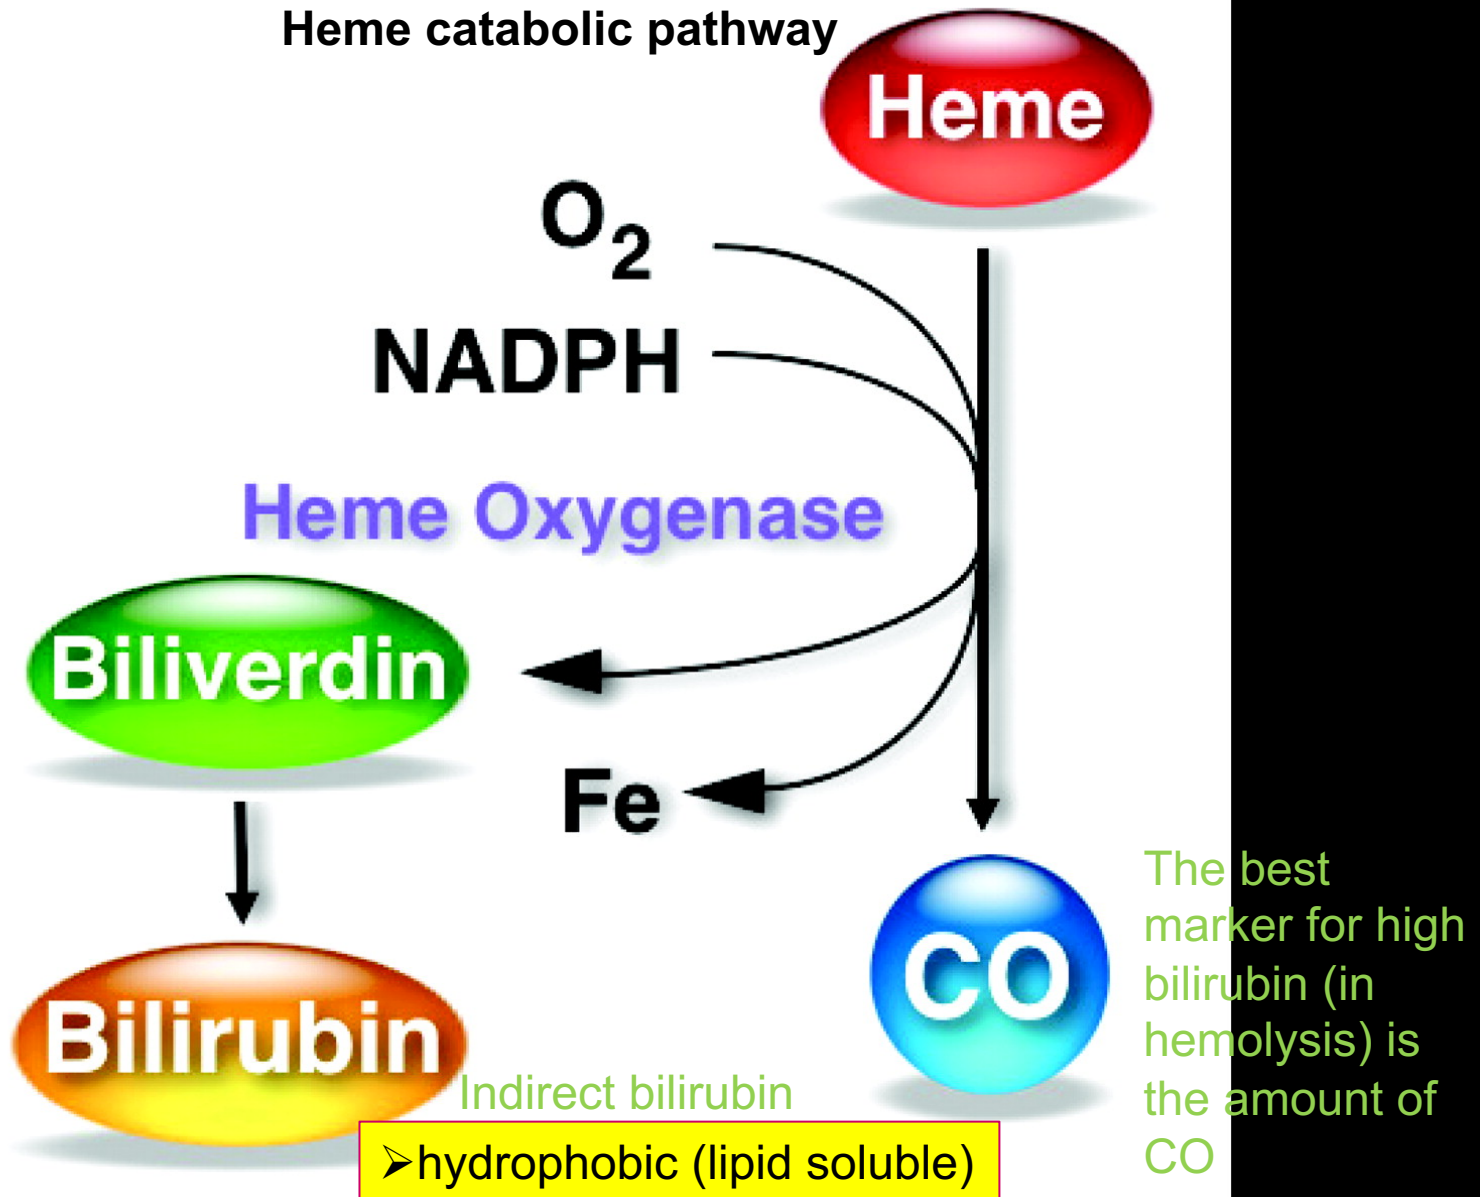 Heme catabolic pathway
Heme
O₂
NADPH
Heme Oxygenase
Biliverdin
Fe
Bilirubin
Indirect bilirubin
➢hydrophobic (lipid soluble)
CO
The best
marker for high
bilirubin (in
hemolysis) is
the amount of
CO